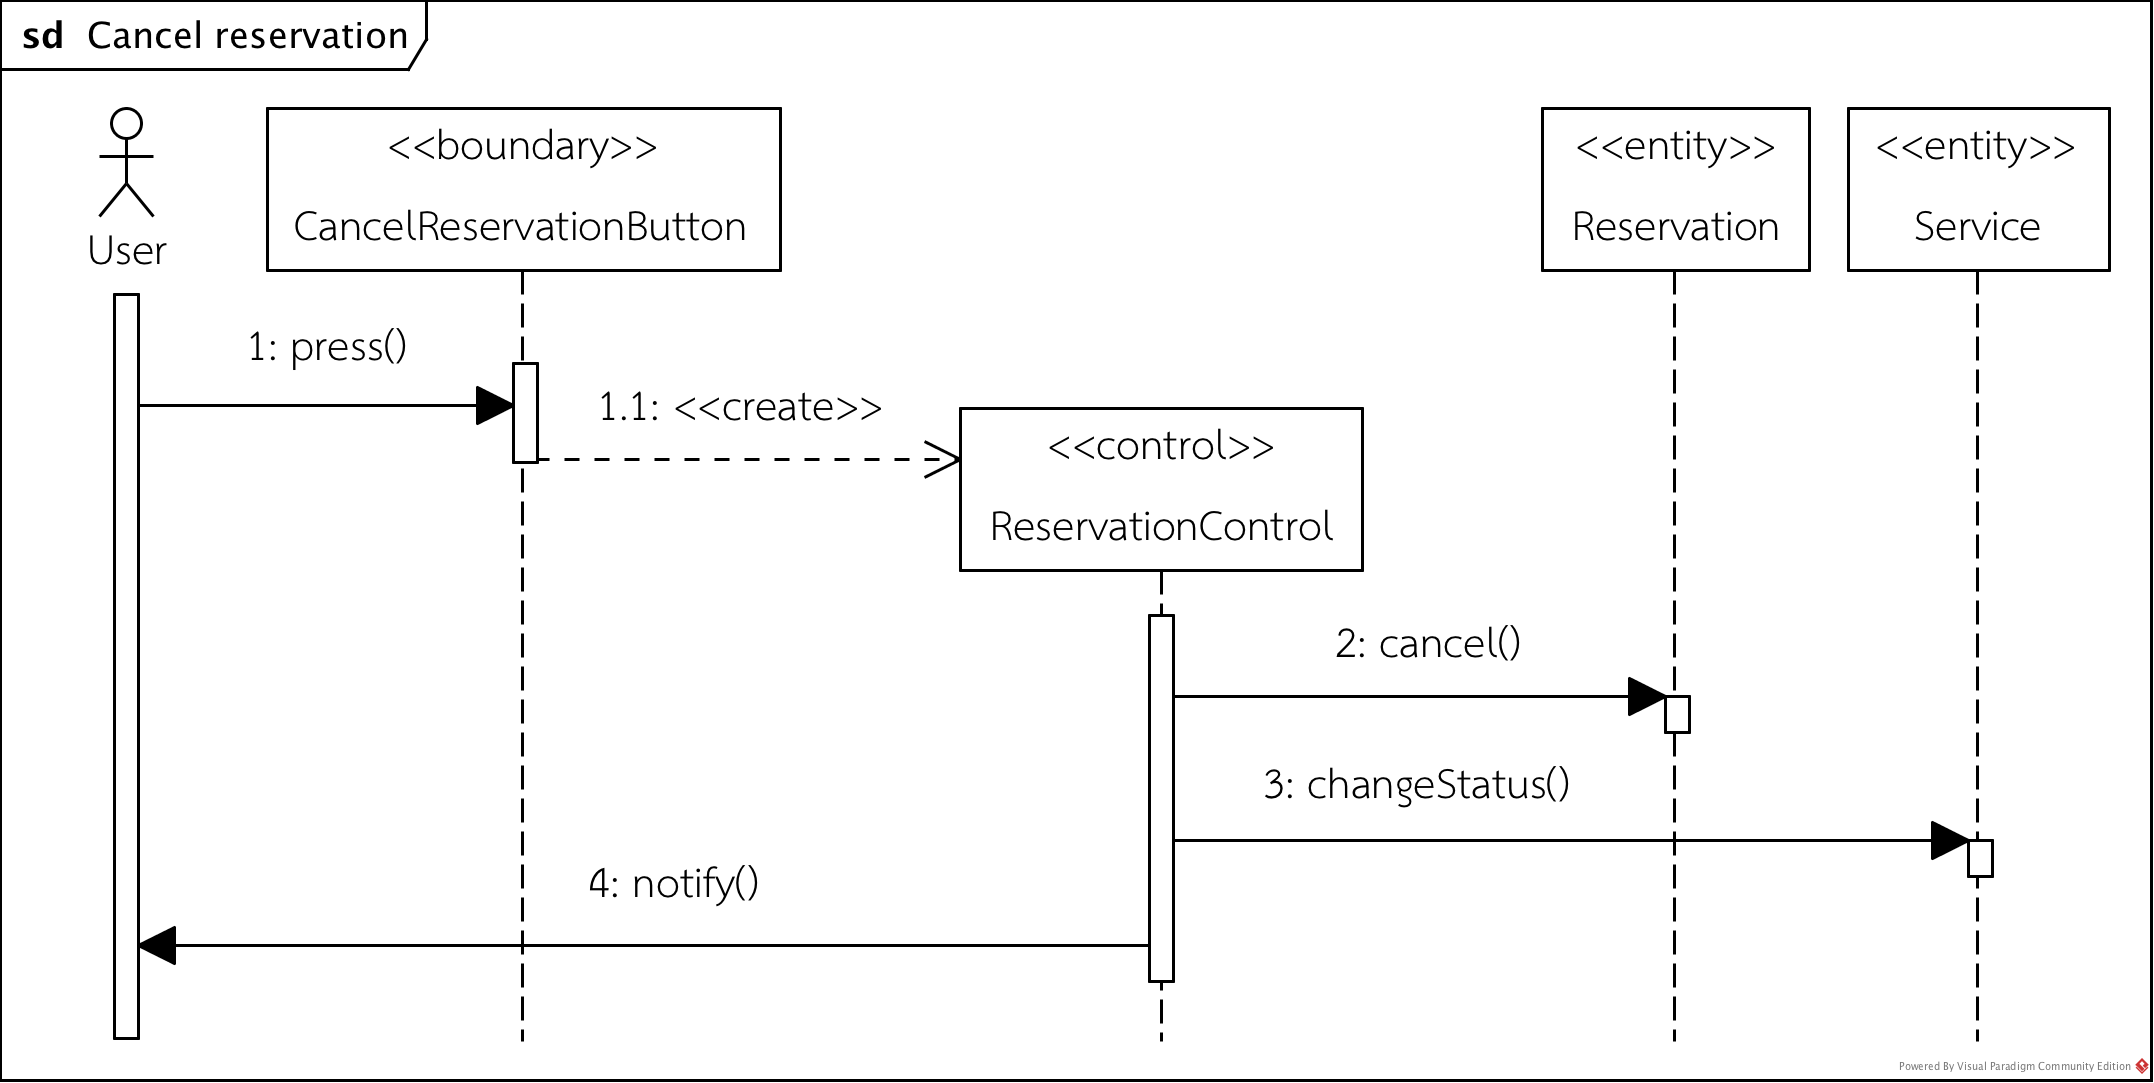 sd Cancel reservation
User
<<boundary>>
CancelReservationButton
<<entity>>
Reservation
<<entity>>
Service
1: press()
1.1: <<create>>
<<control>>
ReservationControl
2: cancel()
3: changeStatus()
4: notify()
Powered By Visual Paradigm Community Edition